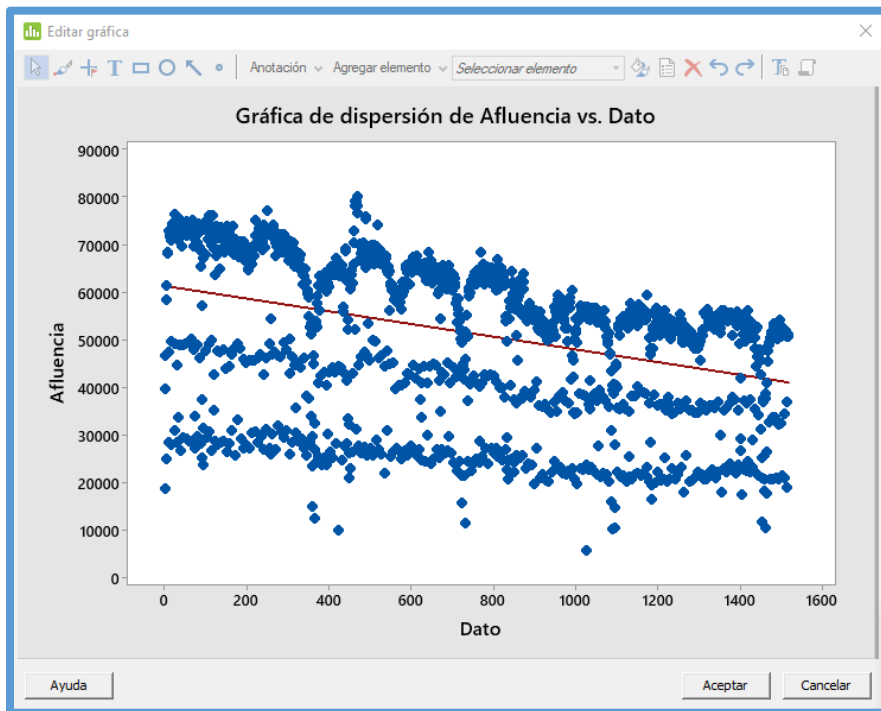 Editar gráfica
T Anotación Agregar elemento Seleccionar elemento
Gráfica de dispersión de Afluencia vs. Dato
90000
80000
70000
60000
50000
40000
30000
20000
10000
0
Afluencia
0 200 400 600 800 1000 1200 1400 1600
Dato
Ayuda Aceptar Cancelar